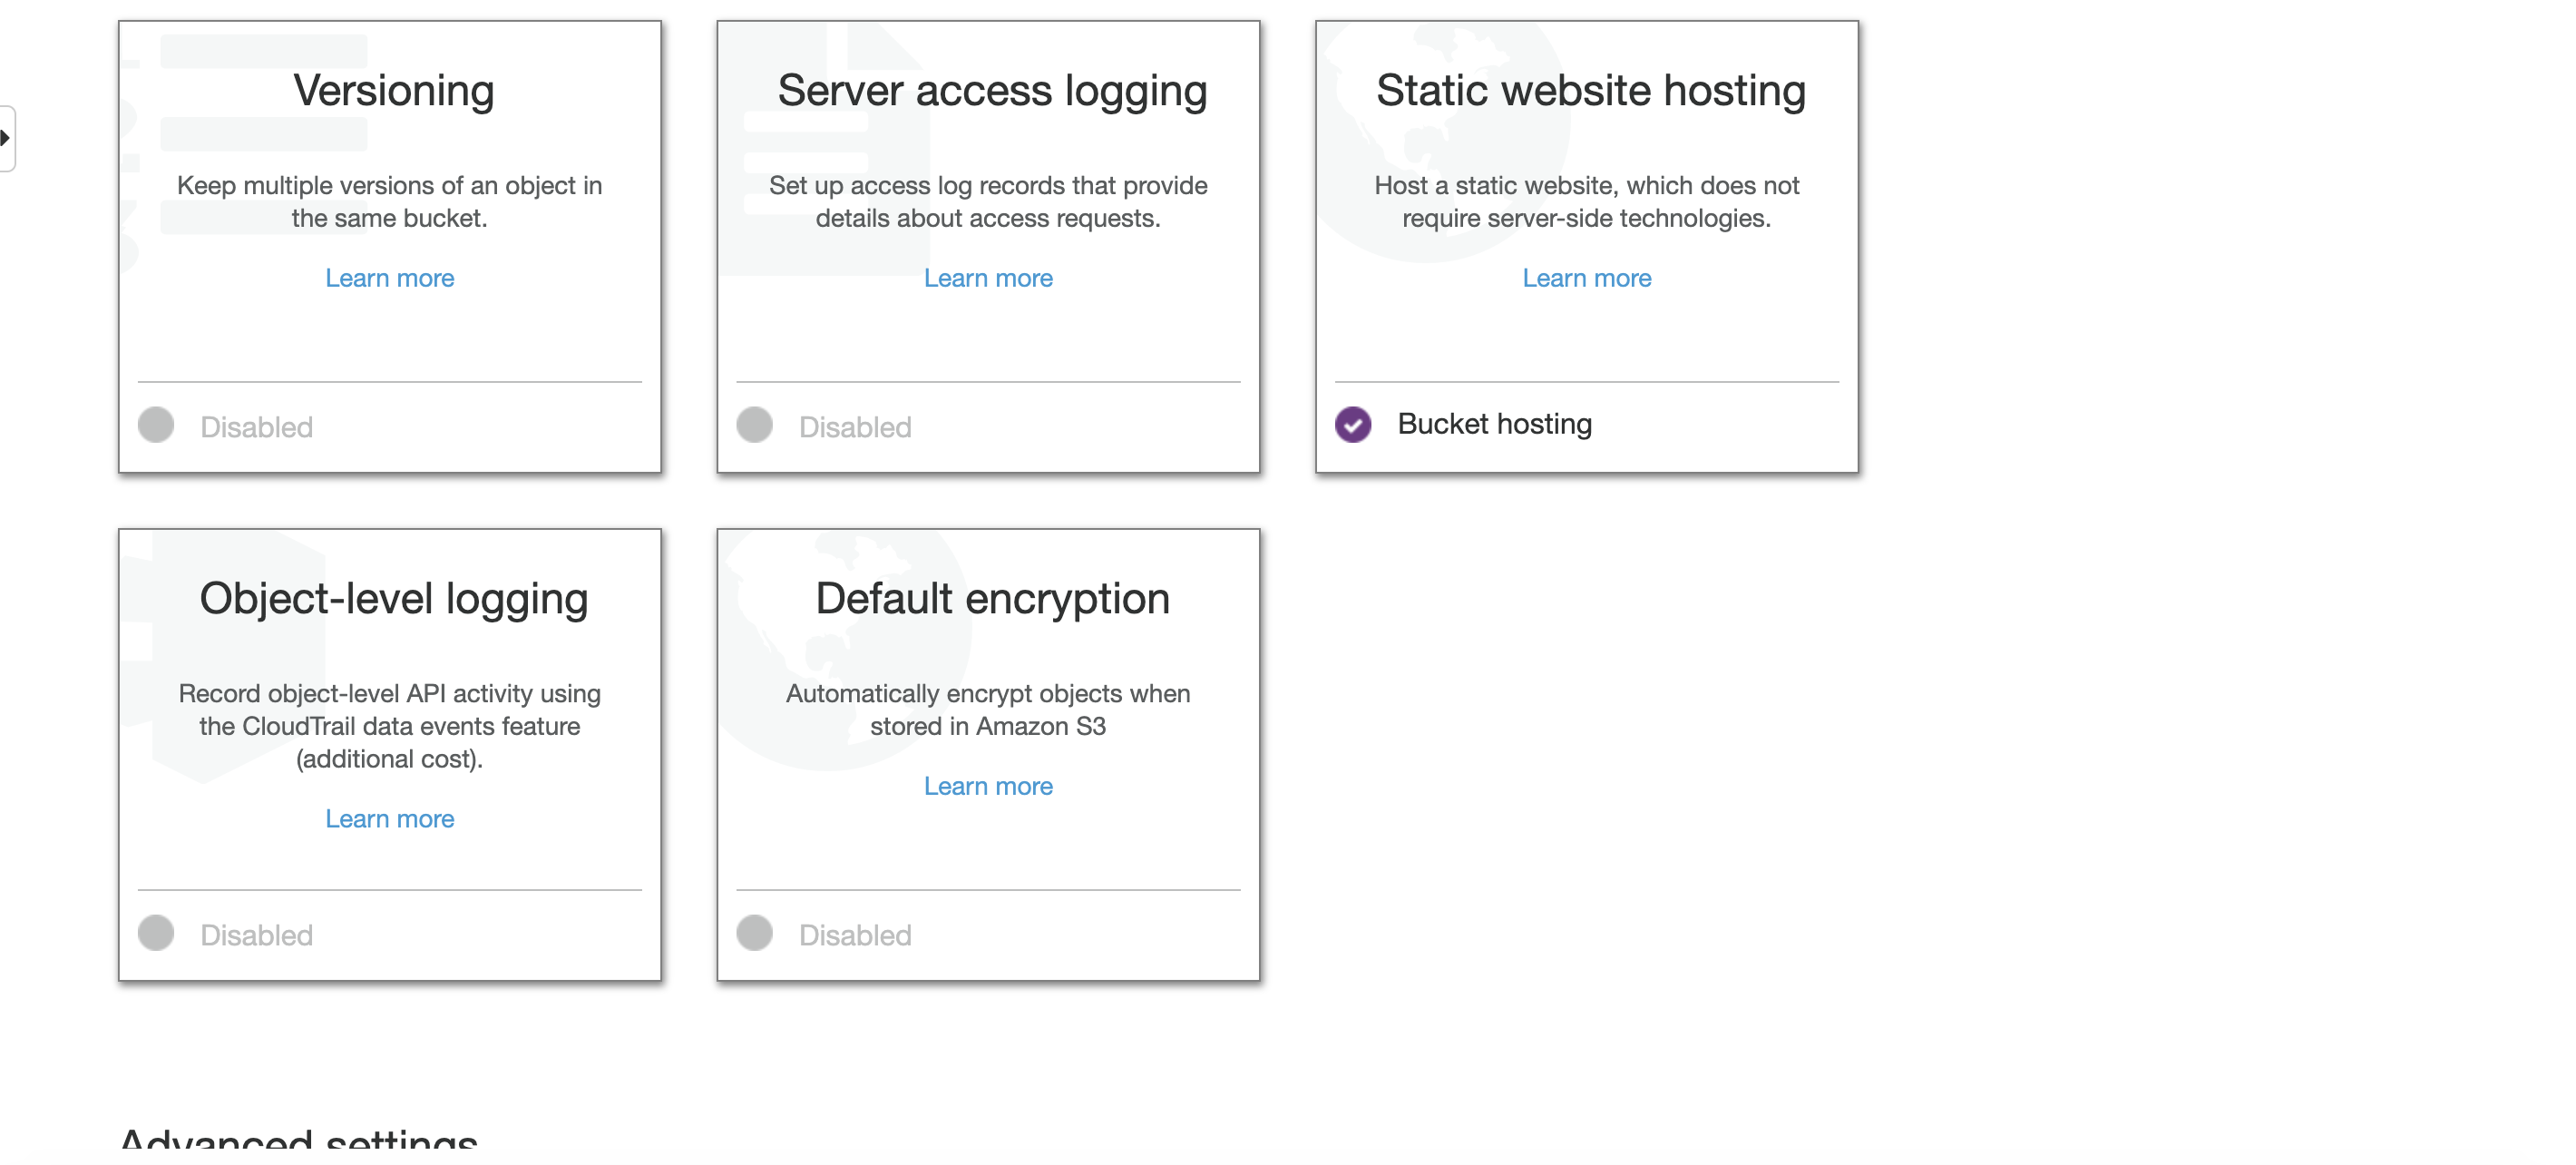 Versioning
Keep multiple versions of an object in
the same bucket.
Learn more
Disabled
Server access logging
Set up access log records that provide
details about access requests.
Learn more
Disabled
Static website hosting
Host a static website, which does not
require server-side technologies.
Learn more
Bucket hosting
Object-level logging
Record object-level API activity using
the CloudTrail data events feature
(additional cost).
Learn more
Disabled
Default encryption
Automatically encrypt objects when
stored in Amazon S3
Learn more
Disabled
Advanced settings